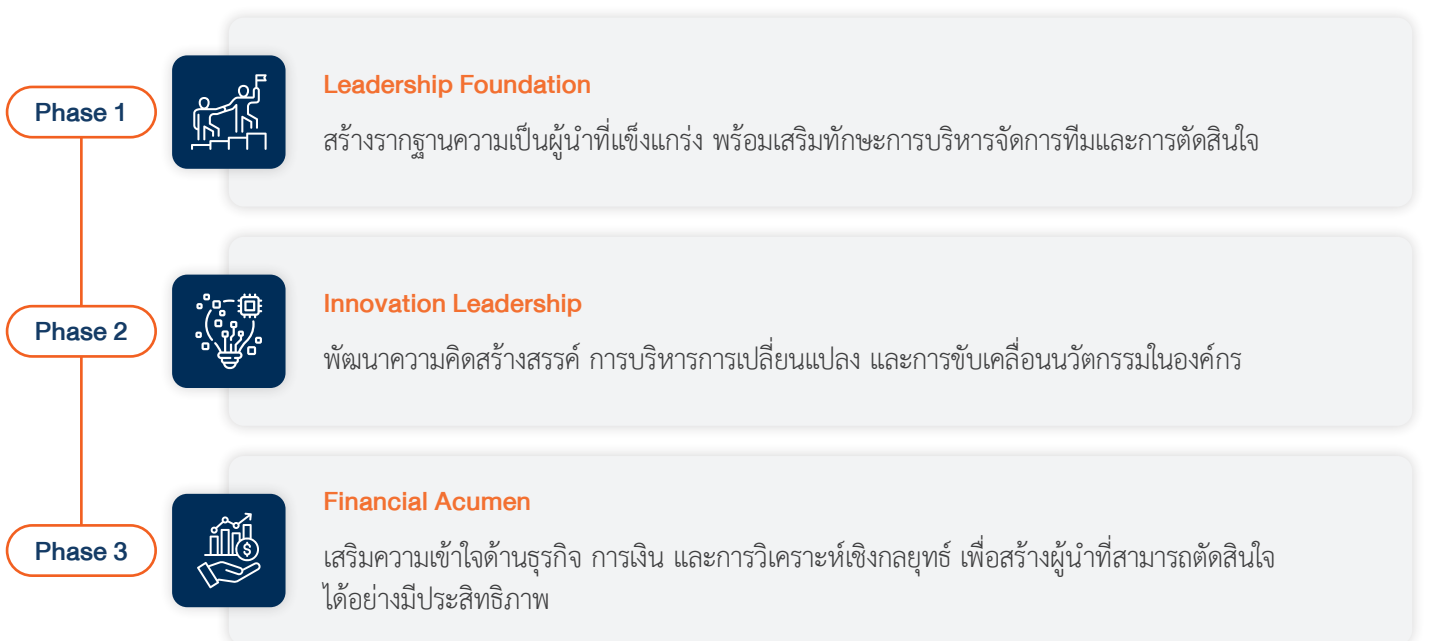 Phase 1
Leadership Foundation
สร้างรากฐานความเป็นผู้นำที่แข็งแกร่ง พร้อมเสริมทักษะการบริหารจัดการทีมและการตัดสินใจ
Phase 2
Innovation Leadership
พัฒนาความคิดสร้างสรรค์ การบริหารการเปลี่ยนแปลง และการขับเคลื่อนนวัตกรรมในองค์กร
Phase 3
Financial Acumen
เสริมความเข้าใจด้านธุรกิจ การเงิน และการวิเคราะห์เชิงกลยุทธ์ เพื่อสร้างผู้นำที่สามารถตัดสินใจ
ได้อย่างมีประสิทธิภาพ